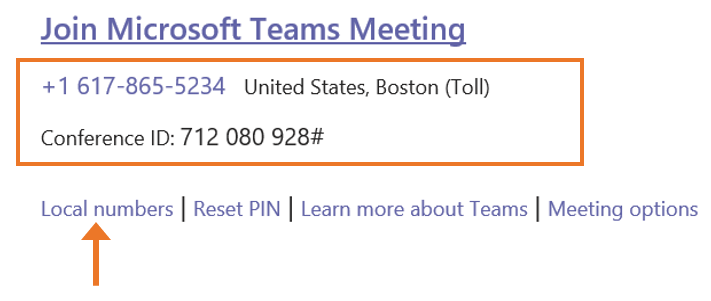 Join Microsoft Teams Meeting
+1 617-865-5234 United States, Boston (Toll)
Conference ID: 712 080 928#
Local numbers | Reset PIN | Learn more about Teams | Meeting options